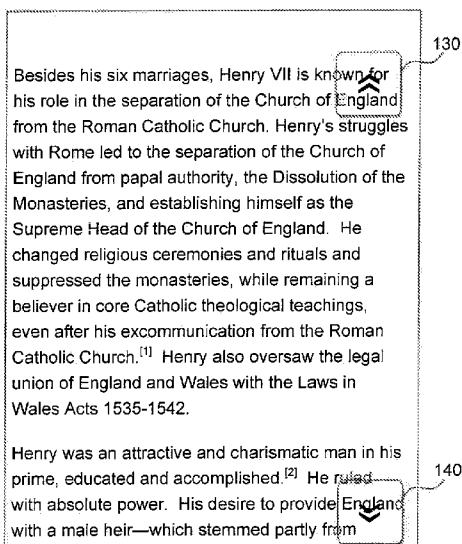 130
Besides his six marriages, Henry VII is known for
his role in the separation of the Church of England
from the Roman Catholic Church. Henry's struggles
with Rome led to the separation of the Church of
England from papal authority, the Dissolution of the
Monasteries, and establishing himself as the
Supreme Head of the Church of England.  He
changed religious ceremonies and rituals and
suppressed the monasteries, while remaining a
believer in core Catholic theological teachings,
even after his excommunication from the Roman
Catholic Church.[1]  Henry also oversaw the legal
union of England and Wales with the Laws in
Wales Acts 1535-1542.
Henry was an attractive and charismatic man in his
prime, educated and accomplished.[2]  He ruled
140
with absolute power.  His desire to provide England
with a male heir—which stemmed partly from